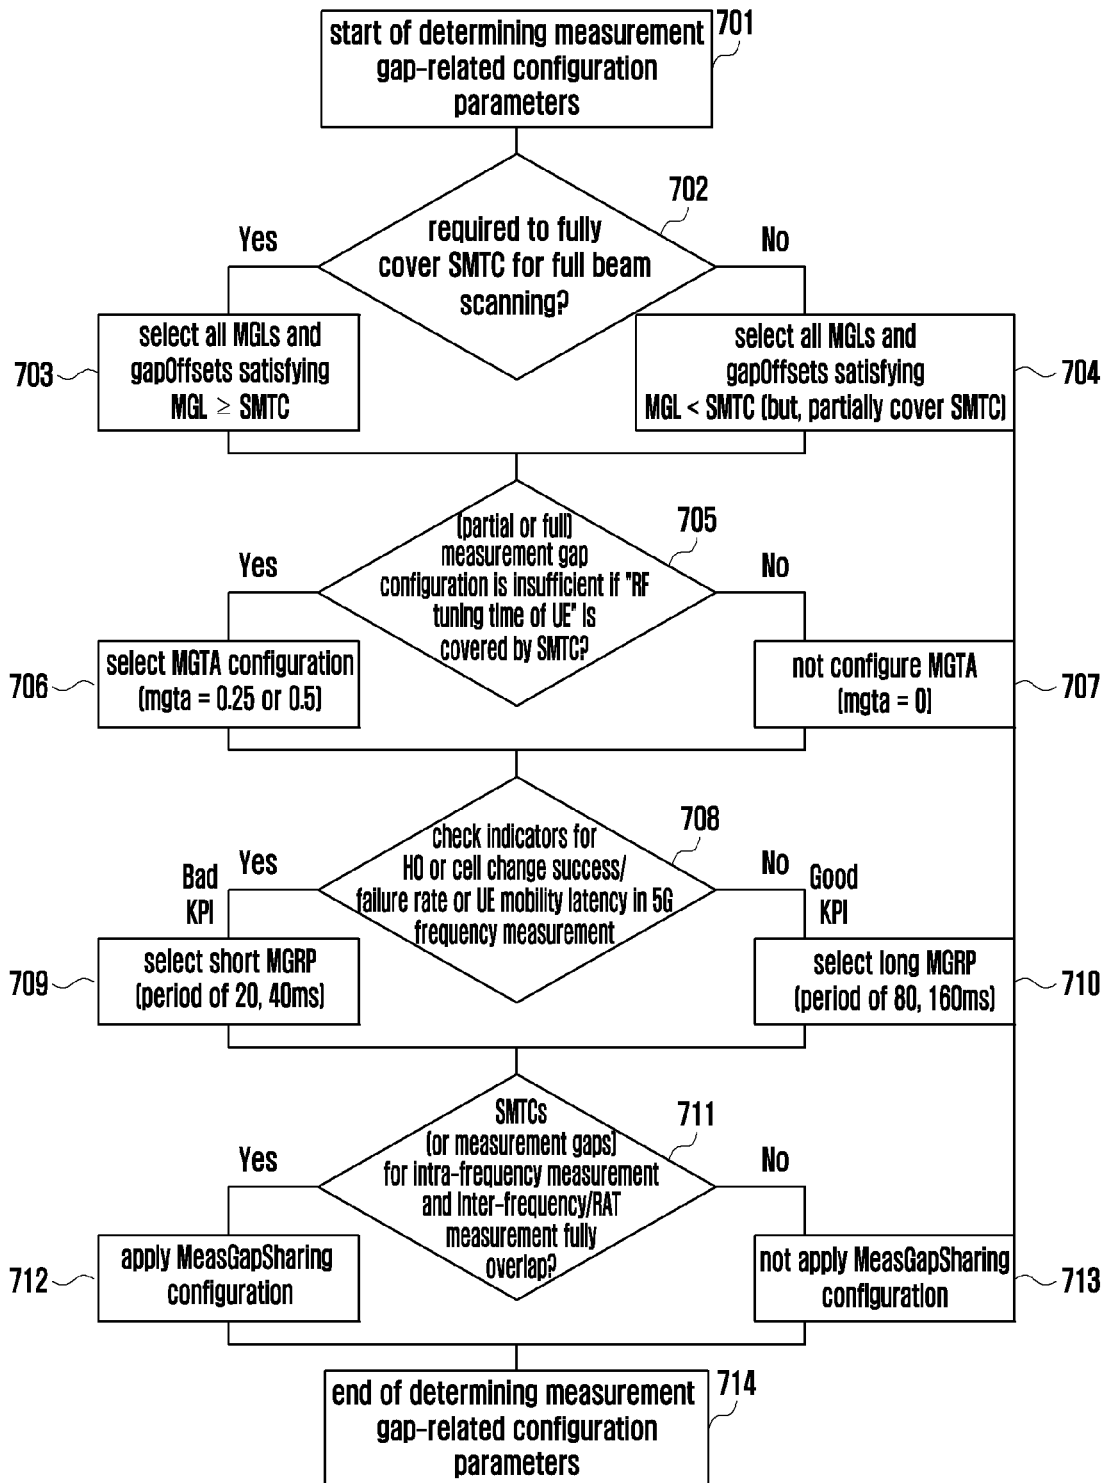 start of determining measurement
gap-related configuration
parameters
701
702
required to fully
cover SMTC for full beam
scanning?
Yes
No
select all MGLs and
gapOffsets satisfying
MGL ≥ SMTC
703
select all MGLs and
gapOffsets satisfying
MGL < SMTC (but, partially cover SMTC)
704
(partial or full)
measurement gap
configuration is insufficient if "RF
tuning time of UE" is
covered by SMTC?
705
Yes
No
select MGTA configuration
(mgta = 0.25 or 0.5)
706
not configure MGTA
(mgta = 0)
707
check indicators for
HO or cell change success/
failure rate or UE mobility latency in 5G
frequency measurement
708
Bad
KPI
Yes
No
Good
KPI
select short MGRP
(period of 20, 40ms)
709
select long MGRP
(period of 80, 160ms)
710
SMTCs
(or measurement gaps)
for intra-frequency measurement
and Inter-frequency/RAT
measurement fully
overlap?
711
Yes
No
apply MeasGapSharing
configuration
712
not apply MeasGapSharing
configuration
713
end of determining measurement
gap-related configuration
parameters
714